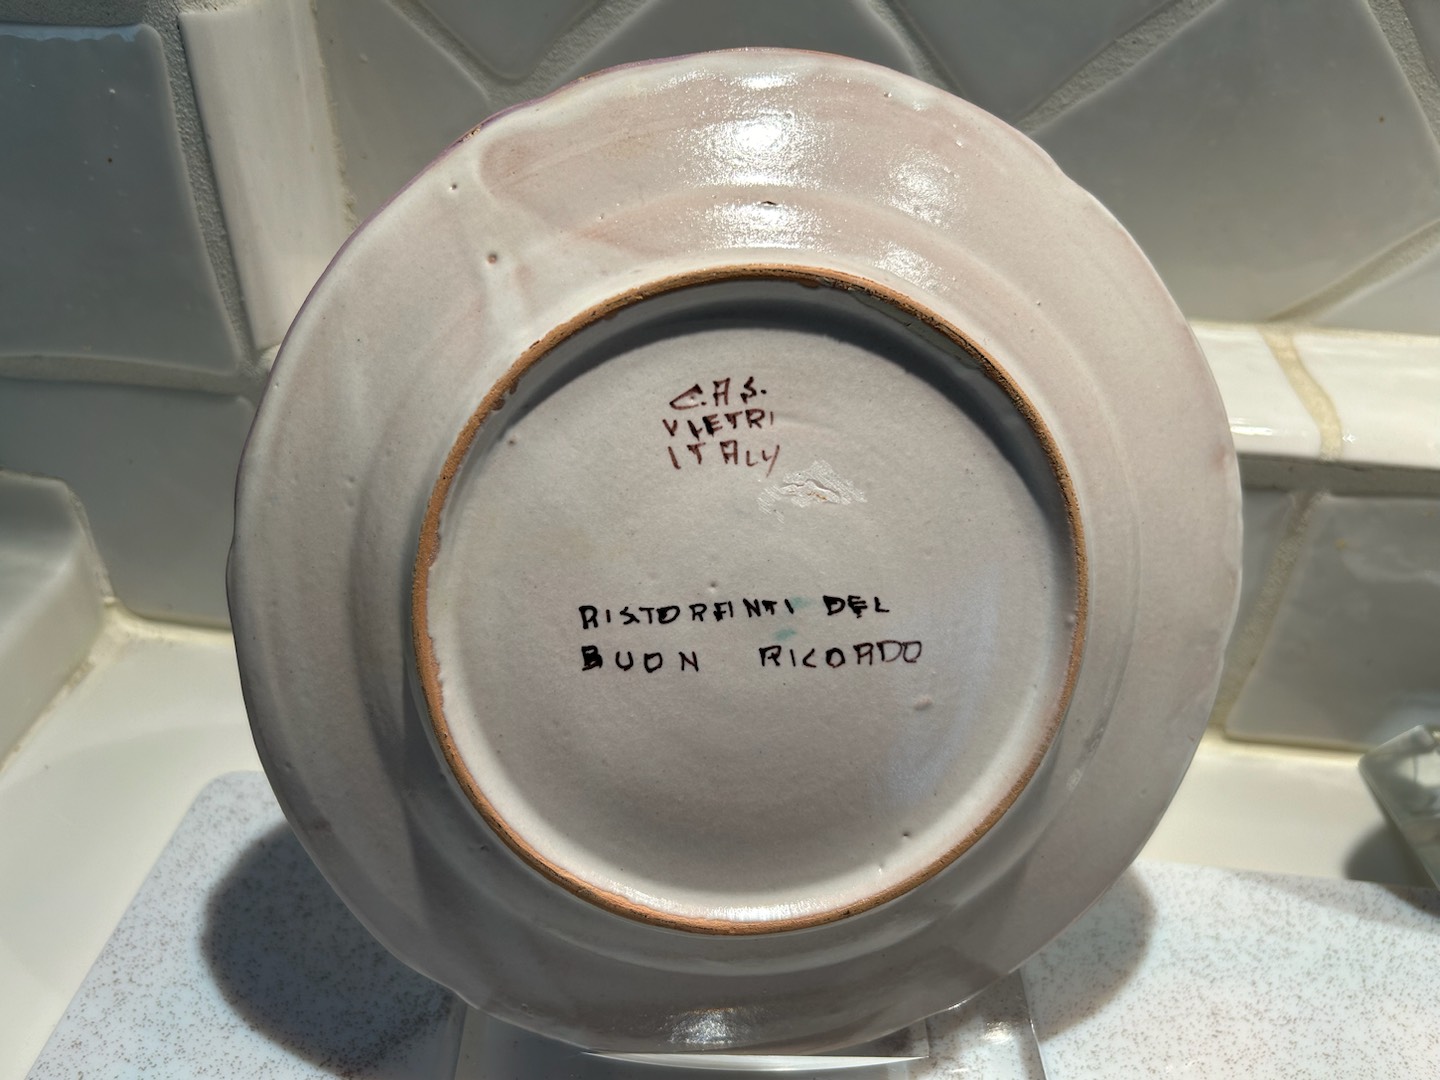 C.A.S.
VIETRI
ITALY
RISTORANTI DEL
BUON RICORDO